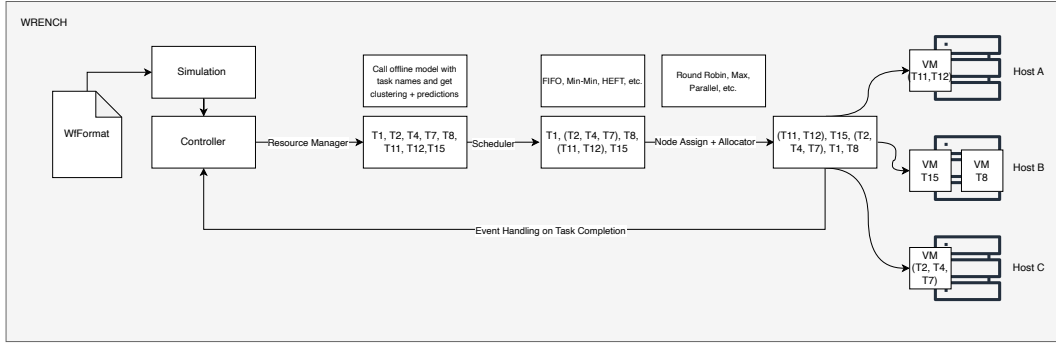 WRENCH
WfFormat
Simulation
Controller
Resource Manager
Call offline model with
task names and get
clustering + predictions
T1, T2, T4, T7, T8,
T11, T12,T15
Scheduler
FIFO, Min-Min, HEFT, etc.
T1, (T2, T4, T7), T8,
(T11, T12), T15
Node Assign + Allocator
Round Robin, Max,
Parallel, etc.
(T11, T12), T15, (T2,
T4, T7), T1, T8
Event Handling on Task Completion
VM
(T11,T12)
Host A
VM
T15
VM
T8
Host B
VM
(T2, T4,
T7)
Host C